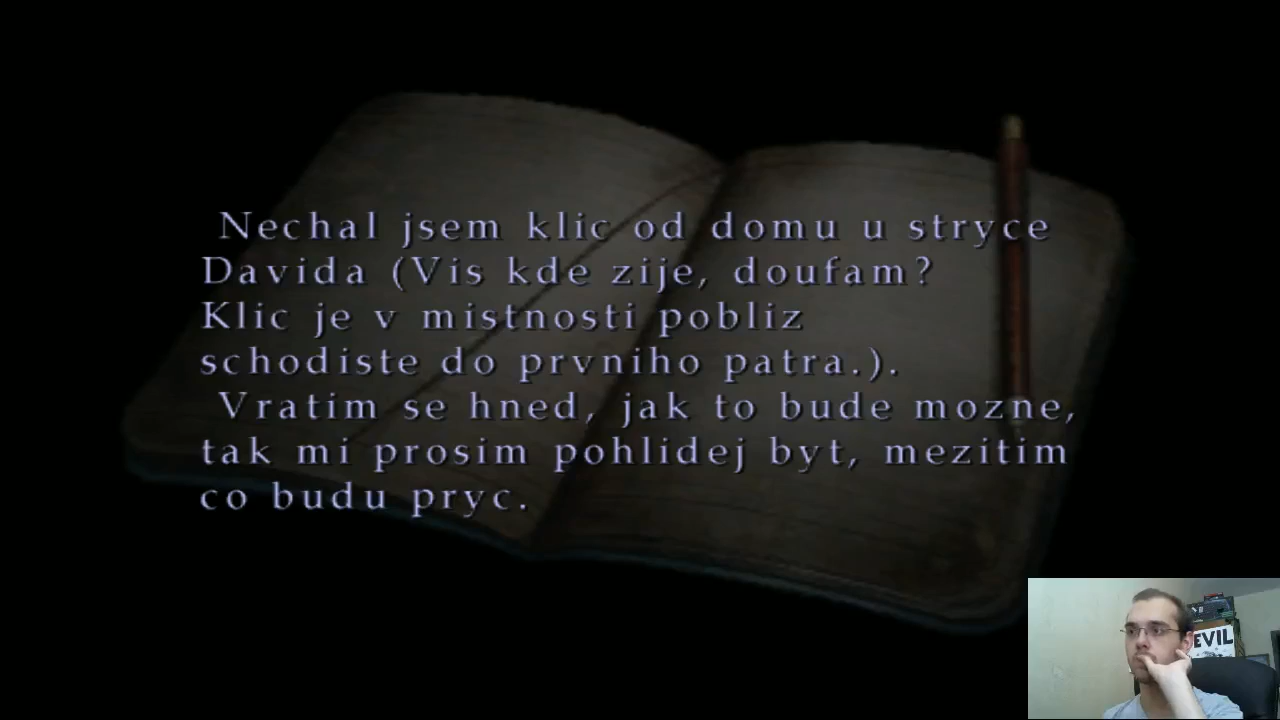 Nechal jsem klic od domu u stryce
Davida (Vis kde zije, doufam?
Klic je v mistnosti pobliz
schodiste do prvniho patra.).
Vratim se hned, jak to bude mozne,
tak mi prosim pohlidej byt, mezitim
co budu pryc.
EVIL